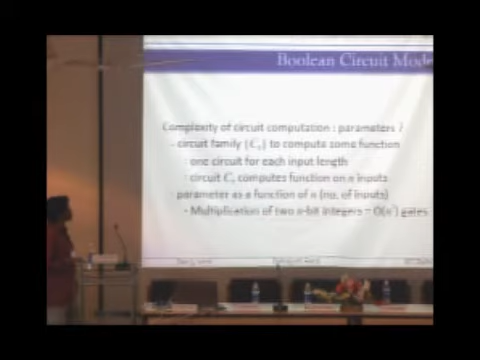 Boolean Circuit Mode
Complexity of circuit computation : parameters ?
- circuit family {Cₙ} to compute some function
: one circuit for each input length
: circuit Cₙ computes function on n inputs
parameter as a function of n (no. of inputs)
- Multiplication of two n-bit integers = O(n²) gates